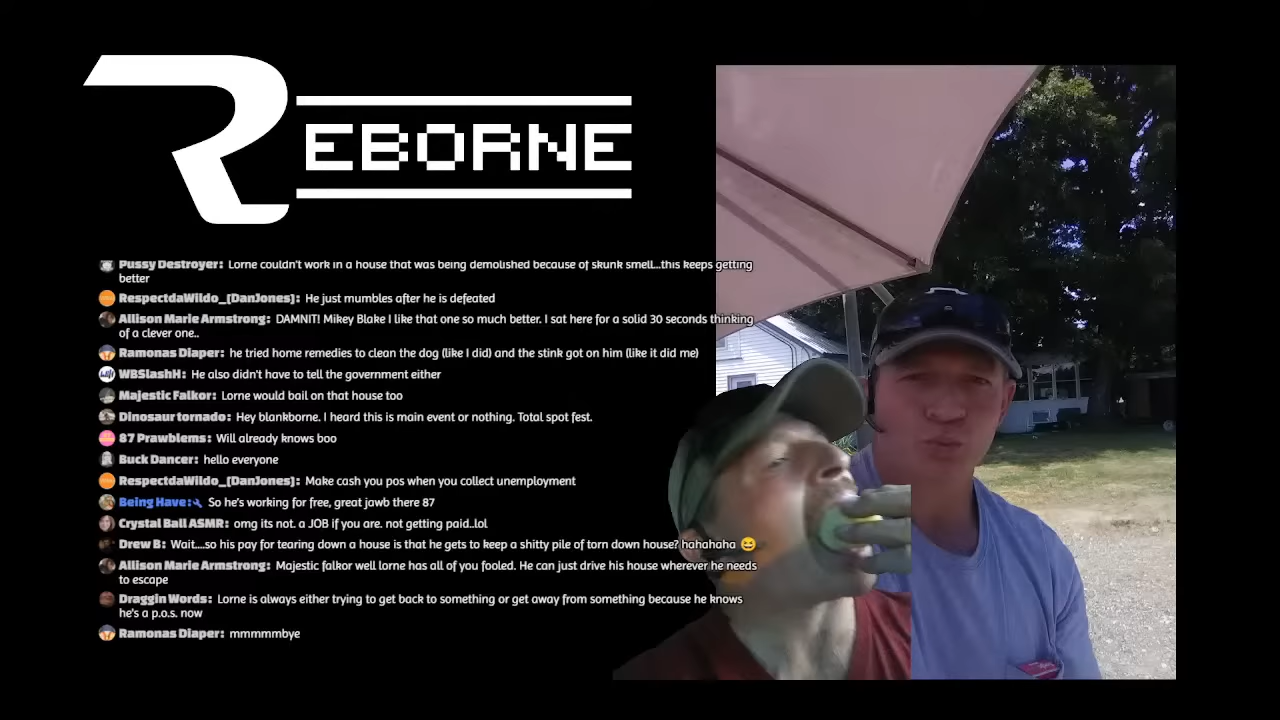 REBORNE
Pussy Destroyer: Lorne couldn't work in a house that was being demolished because of skunk smell...this keeps getting
better
RespectdaWildo_[DanJones]: He just mumbles after he is defeated
Allison Marie Armstrong: DAMNIT! Mikey Blake I like that one so much better. I sat here for a solid 30 seconds thinking
of a clever one..
Ramonas Diaper: he tried home remedies to clean the dog (like I did) and the stink got on him (like it did me)
WBSlashH: He also didn't have to tell the government either
Majestic Falkor: Lorne would bail on that house too
Dinosaur tornado: Hey blankborne. I heard this is main event or nothing. Total spot fest.
87 Prawblems: Will already knows boo
Buck Dancer: hello everyone
RespectdaWildo_[DanJones]: Make cash you pos when you collect unemployment
Being Have: So he's working for free, great jawb there 87
Crystal Ball ASMR: omg its not. a JOB if you are. not getting paid..lol
Drew B: Wait....so his pay for tearing down a house is that he gets to keep a shitty pile of torn down house? hahahaha 😆
Allison Marie Armstrong: Majestic falkor well lorne has all of you fooled. He can just drive his house wherever he needs
to escape
Draggin Words: Lorne is always either trying to get back to something or get away from something because he knows
he's a p.o.s. now
Ramonas Diaper: mmmmmbye